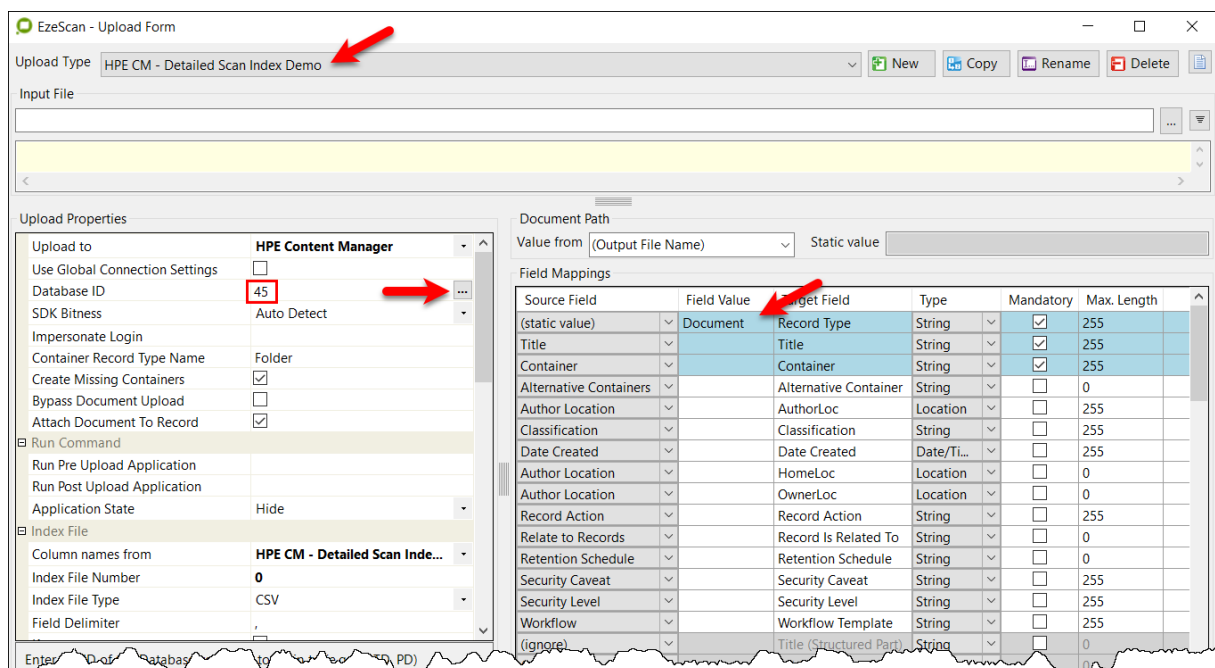 EzeScan - Upload Form
Upload Type HPE CM - Detailed Scan Index Demo New Copy Rename Delete
Input File
...
Upload Properties
Upload to HPE Content Manager
Use Global Connection Settings
Database ID 45 ...
SDK Bitness Auto Detect
Impersonate Login
Container Record Type Name Folder
Create Missing Containers
Bypass Document Upload
Attach Document To Record
Run Command
Run Pre Upload Application
Run Post Upload Application
Application State Hide
Index File
Column names from HPE CM - Detailed Scan Inde...
Index File Number 0
Index File Type CSV
Field Delimiter ,
Document Path
Value from (Output File Name) Static value
Field Mappings
Source Field Field Value Target Field Type Mandatory Max. Length
(static value) Document Record Type String 255
Title Title String 255
Container Container String 255
Alternative Containers Alternative Container String 0
Author Location AuthorLoc Location 255
Classification Classification String 255
Date Created Date Created Date/Ti... 255
Author Location HomeLoc Location 0
Author Location OwnerLoc Location 0
Record Action Record Action String 255
Relate to Records Record Is Related To String 0
Retention Schedule Retention Schedule String 0
Security Caveat Security Caveat String 255
Security Level Security Level String 255
Workflow Workflow Template String 255
(ignore) Title (Structured Part) String 0